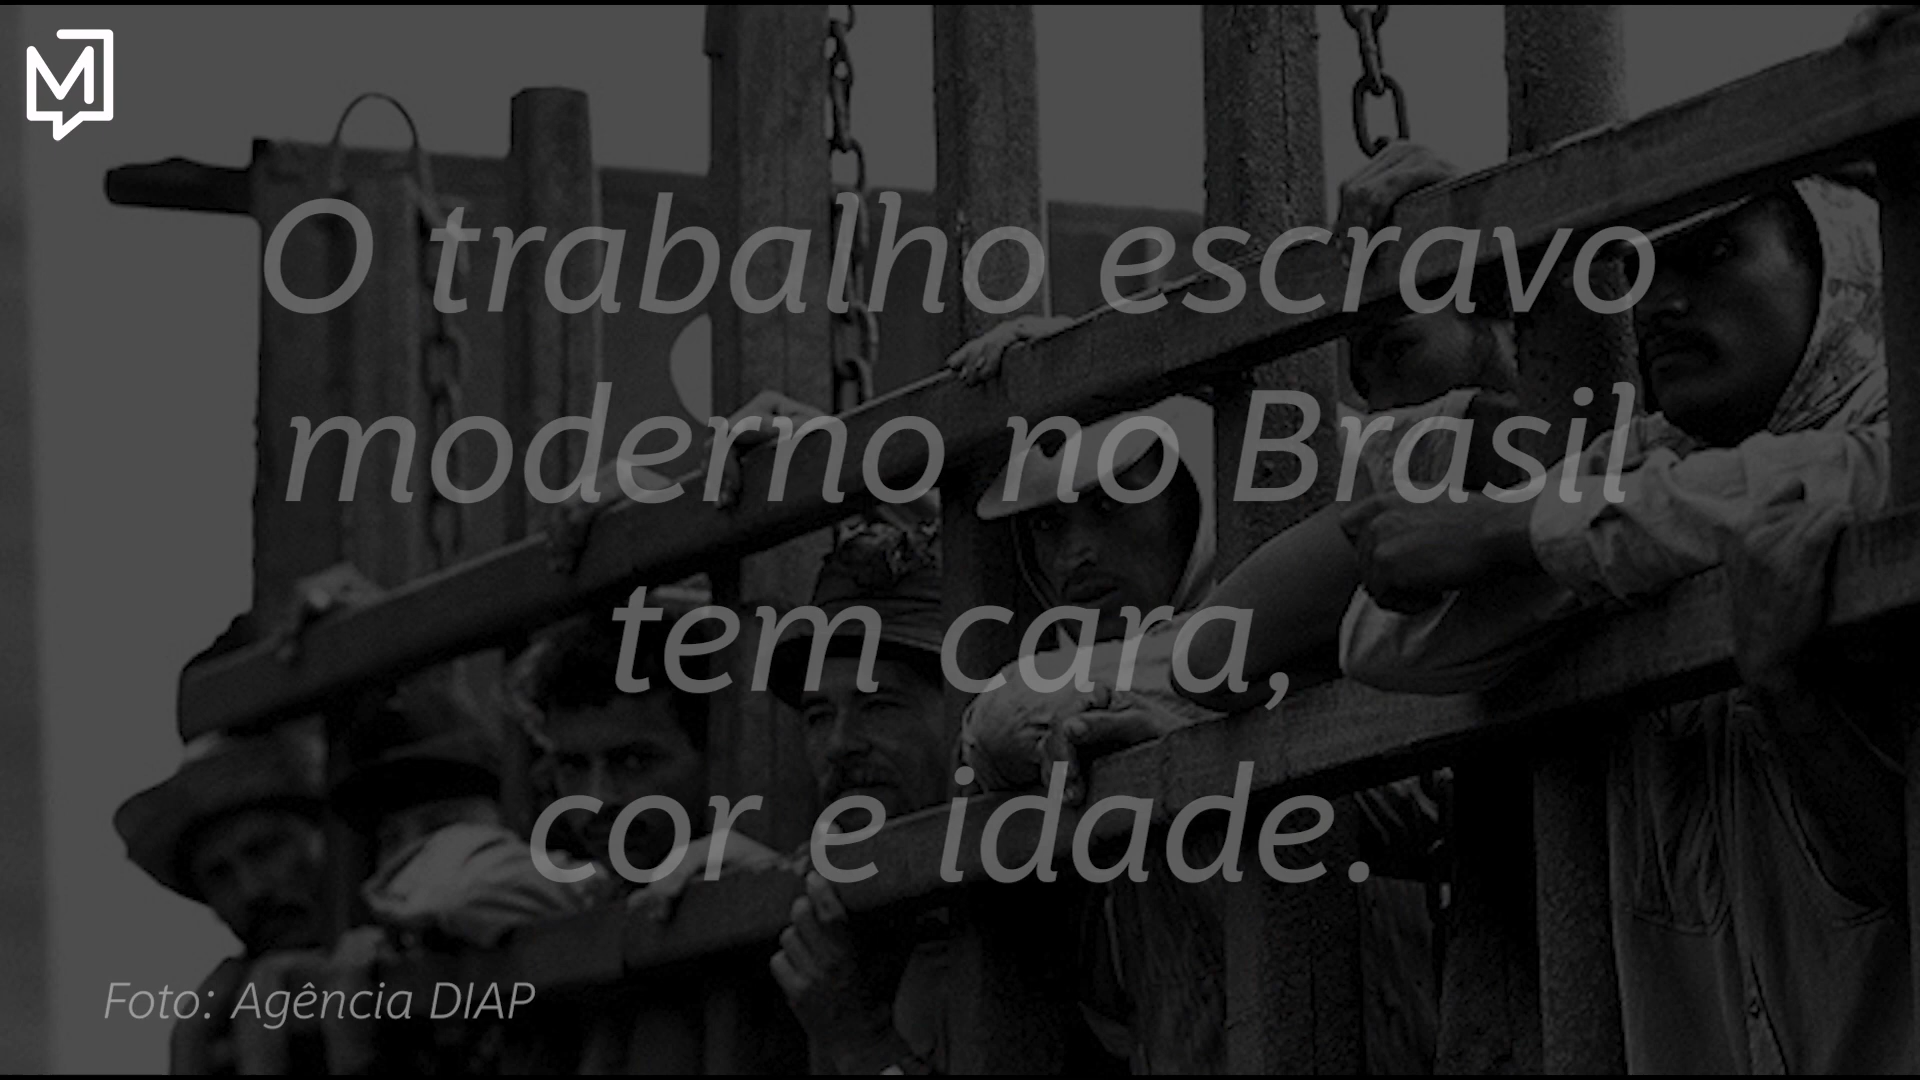 M
O trabalho escravo
moderno no Brasil
tem cara,
cor e idade.
Foto: Agência DIAP